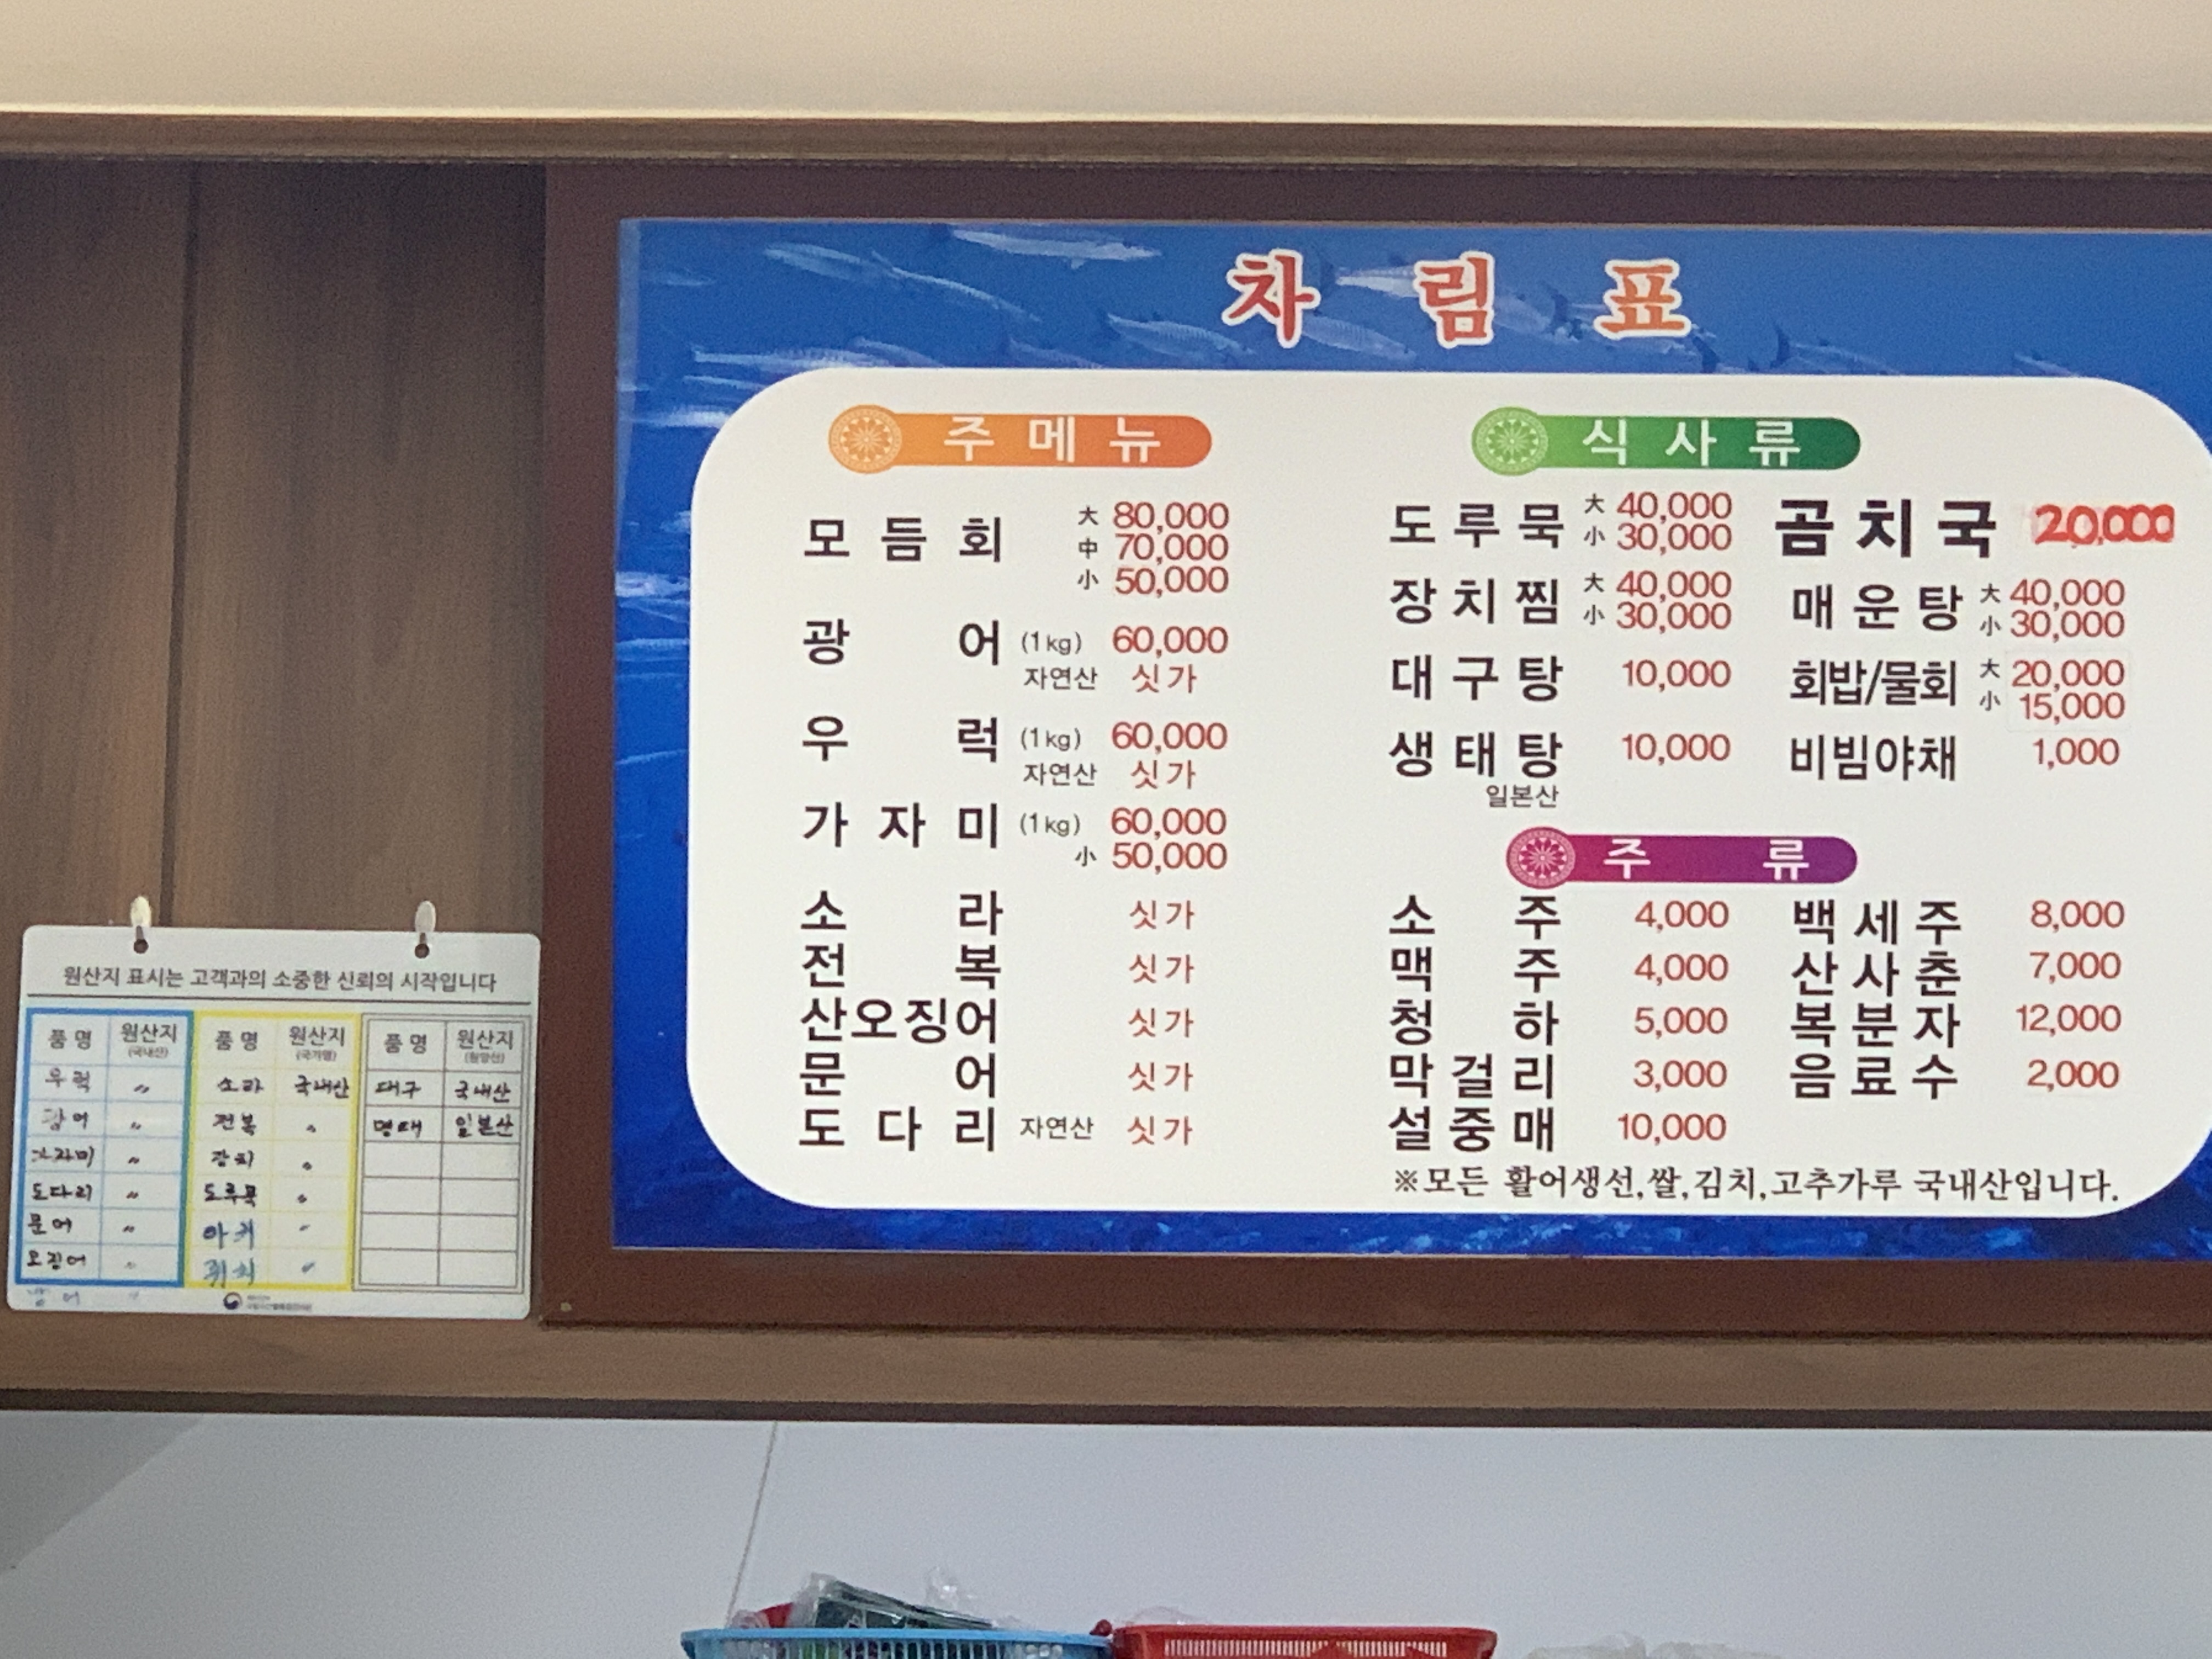 차림표
주메뉴
모듬회 大 80,000
中 70,000
小 50,000
광어 (1kg) 60,000
자연산 싯가
우럭 (1kg) 60,000
자연산 싯가
가자미 (1kg) 60,000
小 50,000
소라 싯가
전복 싯가
산오징어 싯가
문어 싯가
도다리 자연산 싯가
식사류
도루묵 大 40,000
小 30,000
장치찜 大 40,000
小 30,000
대구탕 10,000
생태탕 10,000
일본산
곰치국 20,000
매운탕 大 40,000
小 30,000
회밥/물회 大 20,000
小 15,000
비빔야채 1,000
주류
소주 4,000
맥주 4,000
청하 5,000
막걸리 3,000
설중매 10,000
백세주 8,000
산사춘 7,000
복분자 12,000
음료수 2,000
※모든 활어생선,쌀,김치,고추가루 국내산입니다.
원산지 표시는 고객과의 소중한 신뢰의 시작입니다
품명 원산지 (국내산)
우럭 〃
광어 〃
가자미 〃
도다리 〃
문어 〃
오징어 〃
품명 원산지 (국가명)
소라 국내산
전복 〃
장치 〃
도루묵 〃
아귀 〃
쥐치 〃
품명 원산지 (원양산)
대구 국내산
명태 일본산